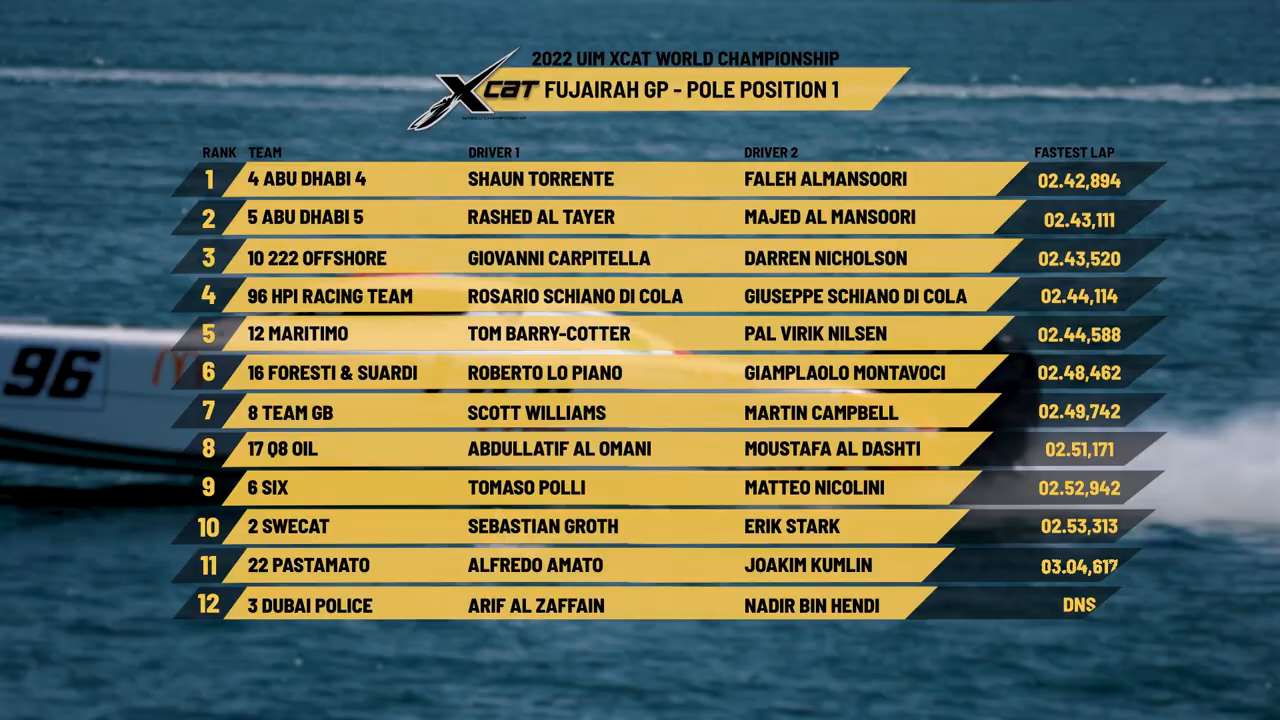 2022 UIM XCAT WORLD CHAMPIONSHIP
XCAT FUJAIRAH GP - POLE POSITION 1
RANK TEAM DRIVER 1 DRIVER 2 FASTEST LAP
1 4 ABU DHABI 4 SHAUN TORRENTE FALEH ALMANSOORI 02.42,894
2 5 ABU DHABI 5 RASHED AL TAYER MAJED AL MANSOORI 02.43,111
3 10 222 OFFSHORE GIOVANNI CARPITELLA DARREN NICHOLSON 02.43,520
4 96 HPI RACING TEAM ROSARIO SCHIANO DI COLA GIUSEPPE SCHIANO DI COLA 02.44,114
5 12 MARITIMO TOM BARRY-COTTER PAL VIRIK NILSEN 02.44,588
6 16 FORESTI & SUARDI ROBERTO LO PIANO GIAMPLAOLO MONTAVOCI 02.48,462
7 8 TEAM GB SCOTT WILLIAMS MARTIN CAMPBELL 02.49,742
8 17 Q8 OIL ABDULLATIF AL OMANI MOUSTAFA AL DASHTI 02.51,171
9 6 SIX TOMASO POLLI MATTEO NICOLINI 02.52,942
10 2 SWECAT SEBASTIAN GROTH ERIK STARK 02.53,313
11 22 PASTAMATO ALFREDO AMATO JOAKIM KUMLIN 03.04,617
12 3 DUBAI POLICE ARIF AL ZAFFAIN NADIR BIN HENDI DNS
96